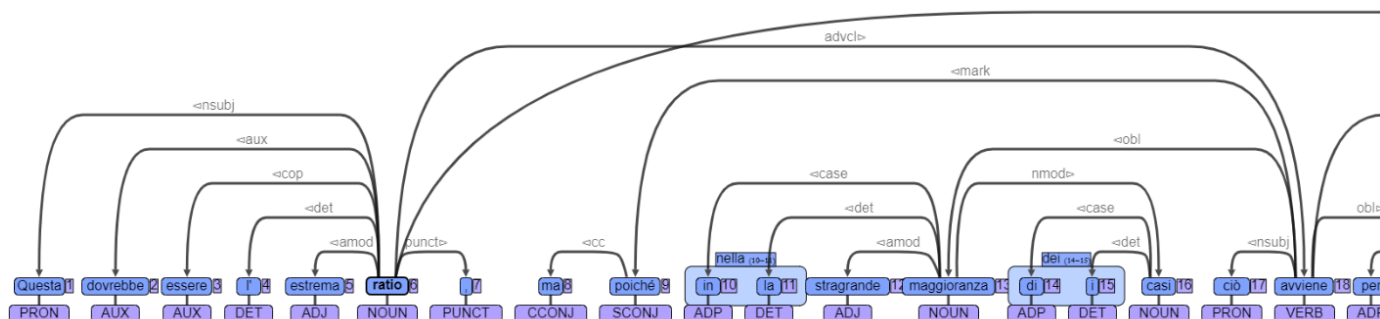 advcl⊳
⊲mark
⊲nsubj
⊲aux
⊲obl
⊲cop
⊲case
nmod⊳
⊲det
⊲det
⊲case
obl⊳
⊲amod
punct⊳
⊲cc
⊲amod
⊲det
⊲nsubj
nella (10-11)
dei (14-15)
Questa 1 dovrebbe 2 essere 3 l' 4 estrema 5 ratio 6 , 7 ma 8 poiché 9 in 10 la 11 stragrande 12 maggioranza 13 di 14 i 15 casi 16 ciò 17 avviene 18 per
PRON AUX AUX DET ADJ NOUN PUNCT CCONJ SCONJ ADP DET ADJ NOUN ADP DET NOUN PRON VERB ADP